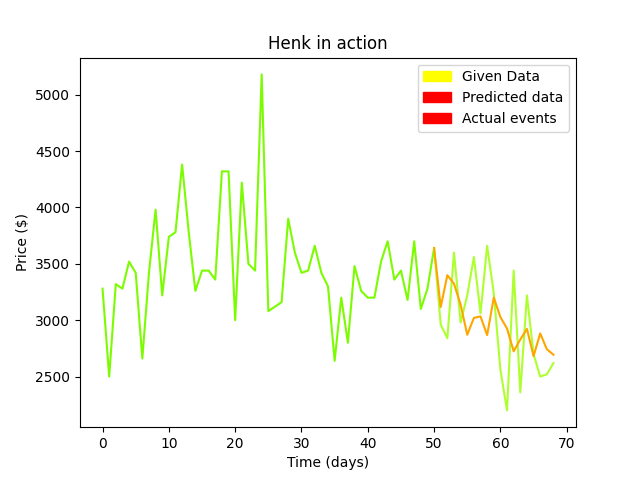 Henk in action
Given Data
Predicted data
Actual events
Price ($)
5000
4500
4000
3500
3000
2500
0 10 20 30 40 50 60 70
Time (days)